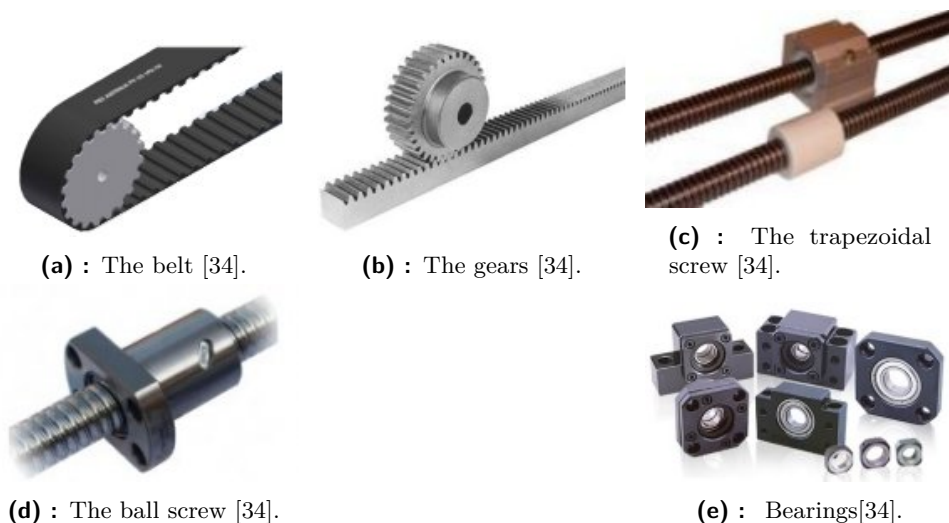 (a) : The belt [34].
(b) : The gears [34].
(c) : The trapezoidal
screw [34].
(d) : The ball screw [34].
(e) : Bearings[34].